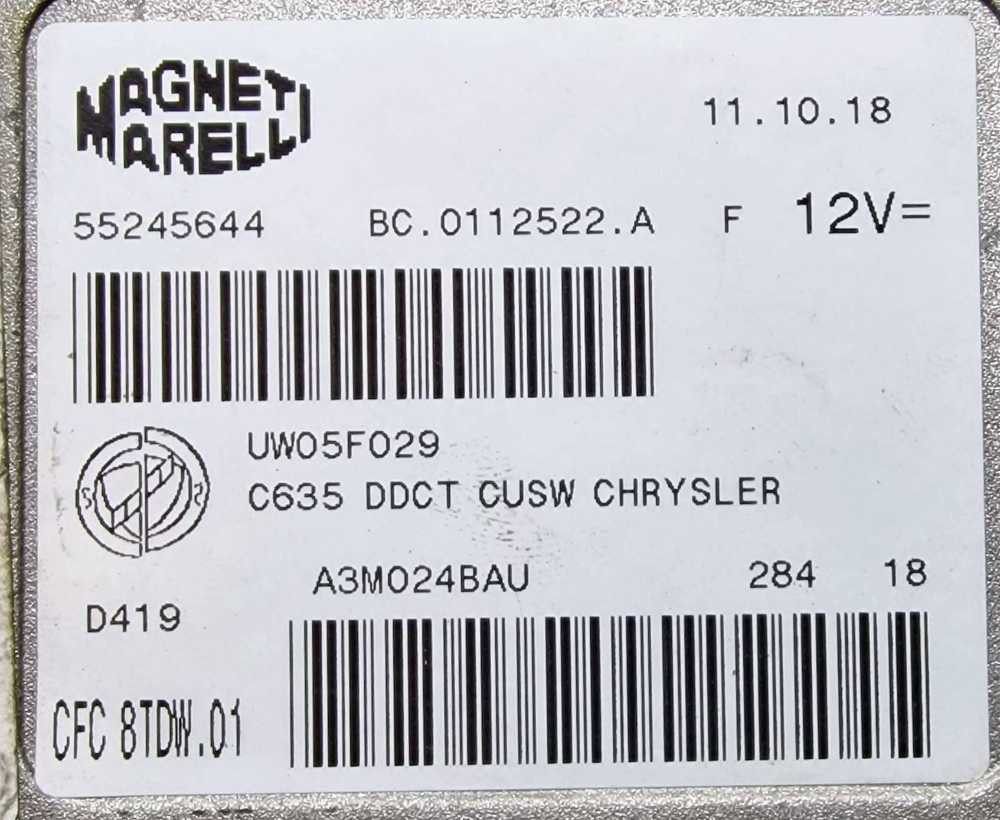 MAGNETI
MARELLI
11.10.18
55245644 BC.0112522.A F 12V=
UW05F029
C635 DDCT CUSW CHRYSLER
A3M024BAU 284 18
D419
CFC 8TDW.01